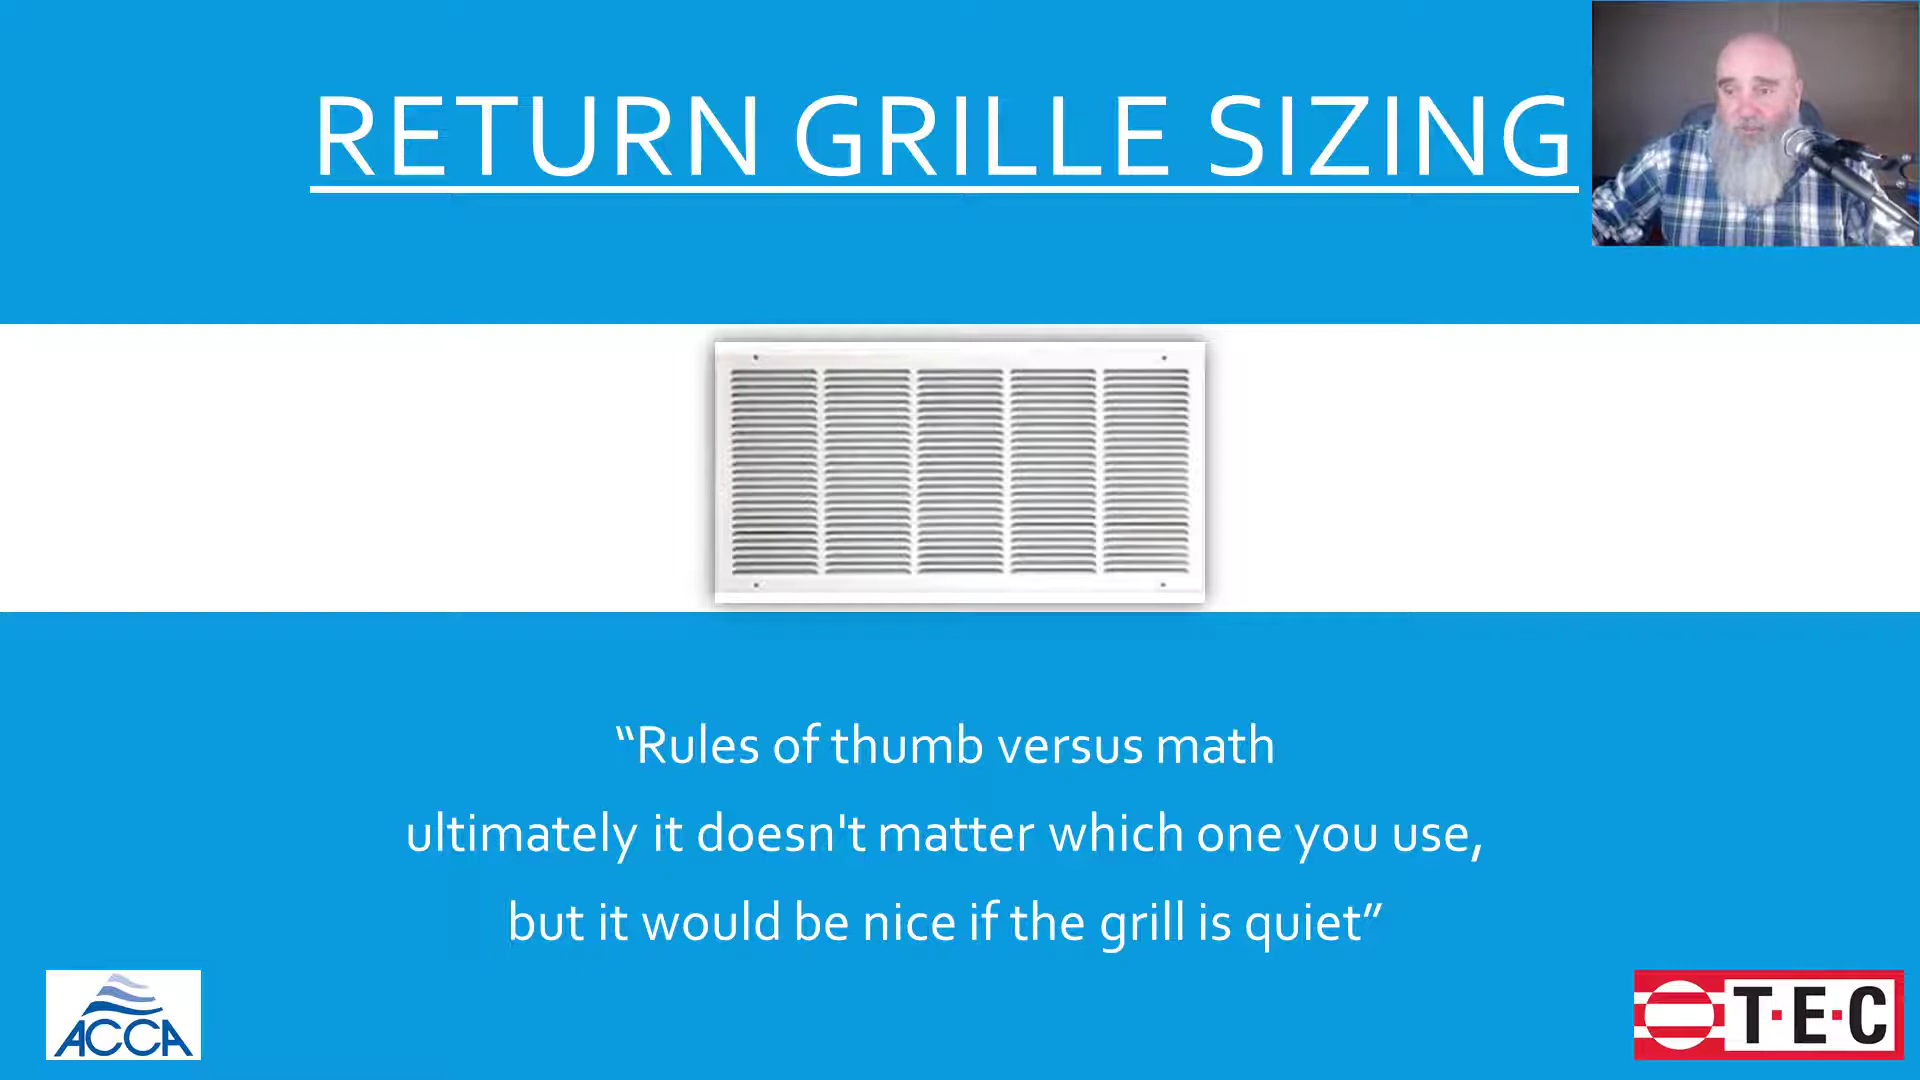 RETURN GRILLE SIZING
“Rules of thumb versus math
ultimately it doesn't matter which one you use,
but it would be nice if the grill is quiet”
ACCA
T·E·C